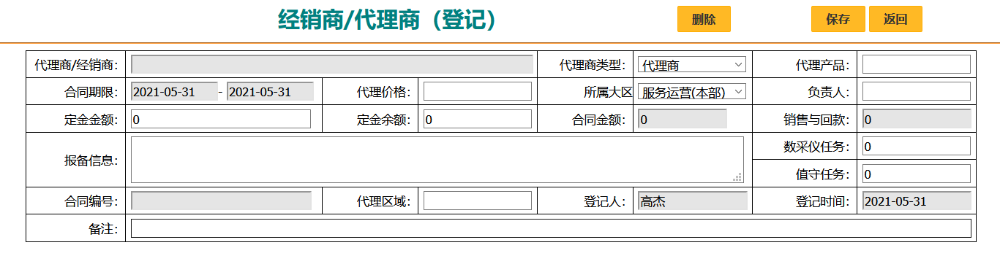 经销商/代理商（登记）
删除
保存
返回
代理商/经销商：
代理商类型：
代理商
代理产品：
合同期限：
2021-05-31 - 2021-05-31
代理价格：
所属大区
服务运营(本部)
负责人：
定金金额：
0
定金余额：
0
合同金额：
0
销售与回款：
0
报备信息：
数采仪任务：
0
值守任务：
0
合同编号：
代理区域：
登记人：
高杰
登记时间：
2021-05-31
备注：